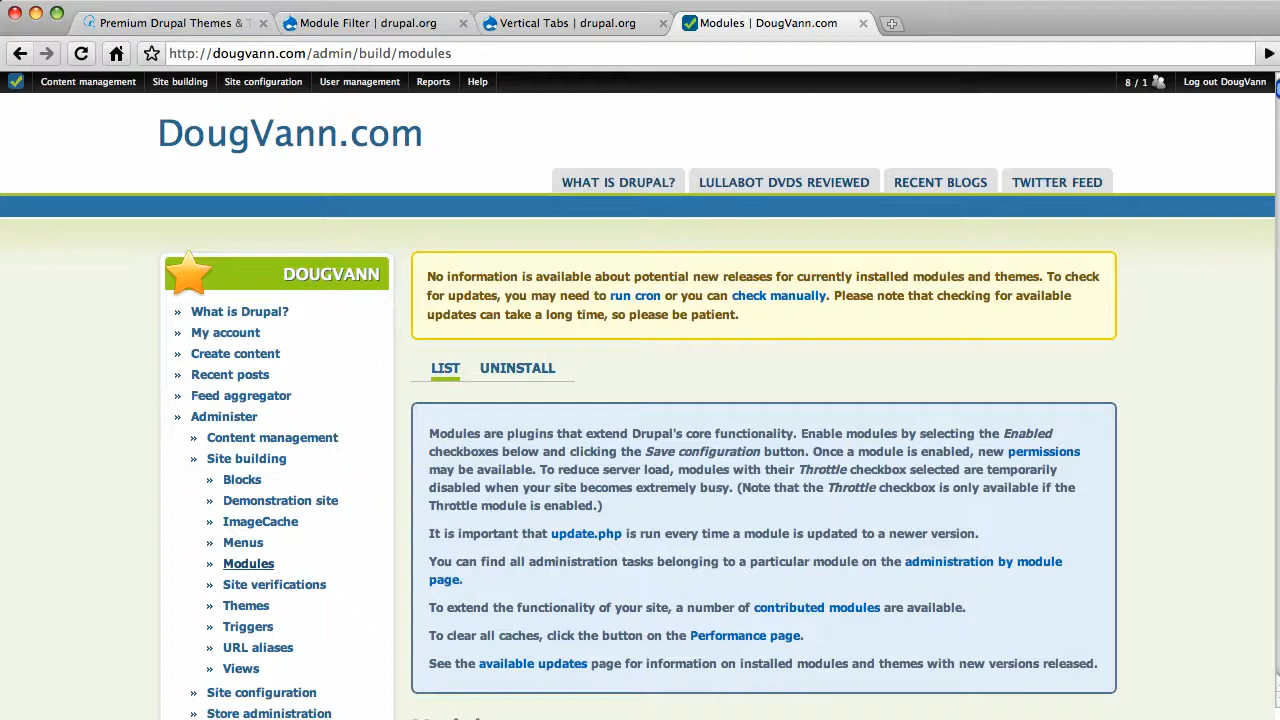 Premium Drupal Themes & T
Module Filter | drupal.org
Vertical Tabs | drupal.org
Modules | DougVann.com
http://dougvann.com/admin/build/modules
Content management
Site building
Site configuration
User management
Reports
Help
8 / 1
Log out DougVann
DougVann.com
WHAT IS DRUPAL?
LULLABOT DVDS REVIEWED
RECENT BLOGS
TWITTER FEED
DOUGVANN
» What is Drupal?
» My account
» Create content
» Recent posts
» Feed aggregator
» Administer
» Content management
» Site building
» Blocks
» Demonstration site
» ImageCache
» Menus
» Modules
» Site verifications
» Themes
» Triggers
» URL aliases
» Views
» Site configuration
» Store administration
No information is available about potential new releases for currently installed modules and themes. To check
for updates, you may need to run cron or you can check manually. Please note that checking for available
updates can take a long time, so please be patient.
LIST
UNINSTALL
Modules are plugins that extend Drupal's core functionality. Enable modules by selecting the Enabled
checkboxes below and clicking the Save configuration button. Once a module is enabled, new permissions
may be available. To reduce server load, modules with their Throttle checkbox selected are temporarily
disabled when your site becomes extremely busy. (Note that the Throttle checkbox is only available if the
Throttle module is enabled.)
It is important that update.php is run every time a module is updated to a newer version.
You can find all administration tasks belonging to a particular module on the administration by module
page.
To extend the functionality of your site, a number of contributed modules are available.
To clear all caches, click the button on the Performance page.
See the available updates page for information on installed modules and themes with new versions released.